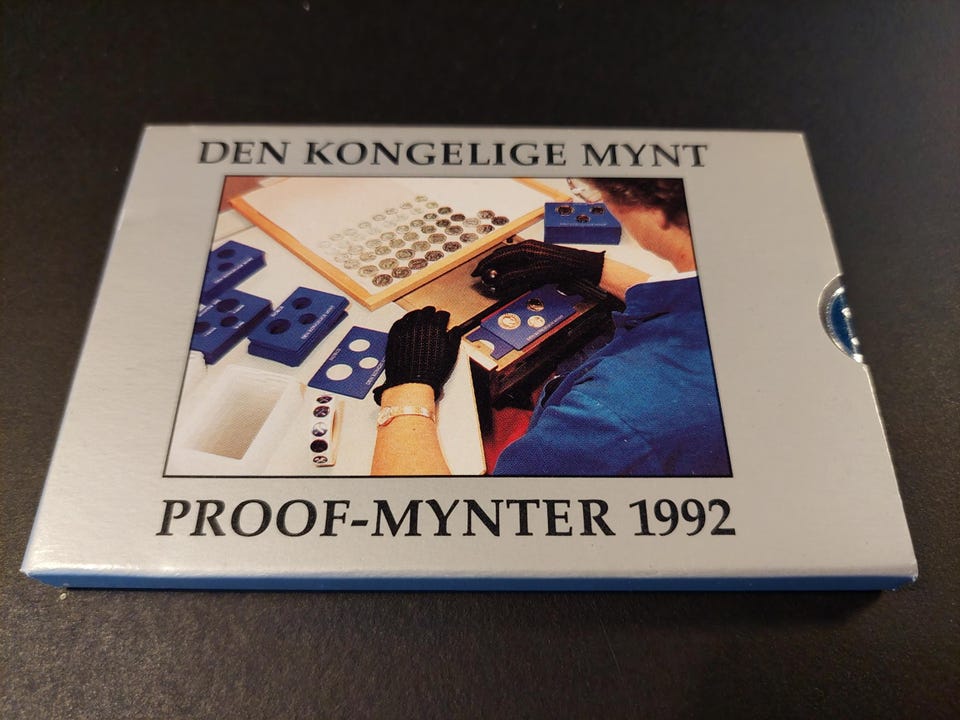 DEN KONGELIGE MYNT
PROOF-MYNTER 1992